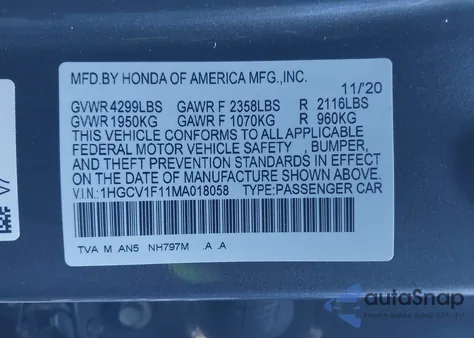 MFD.BY HONDA OF AMERICA MFG.,INC.
11/20
GVWR 4299LBS GAWR F 2358LBS R 2116LBS
GVWR 1950KG GAWR F 1070KG R 960KG
THIS VEHICLE CONFORMS TO ALL APPLICABLE
FEDERAL MOTOR VEHICLE SAFETY , BUMPER,
AND THEFT PREVENTION STANDARDS IN EFFECT
ON THE DATE OF MANUFACTURE SHOWN ABOVE.
V.I.N.:1HGCV1F11MA018058 TYPE:PASSENGER CAR
TVA M AN5 NH797M .A .A
V7
autoSnap